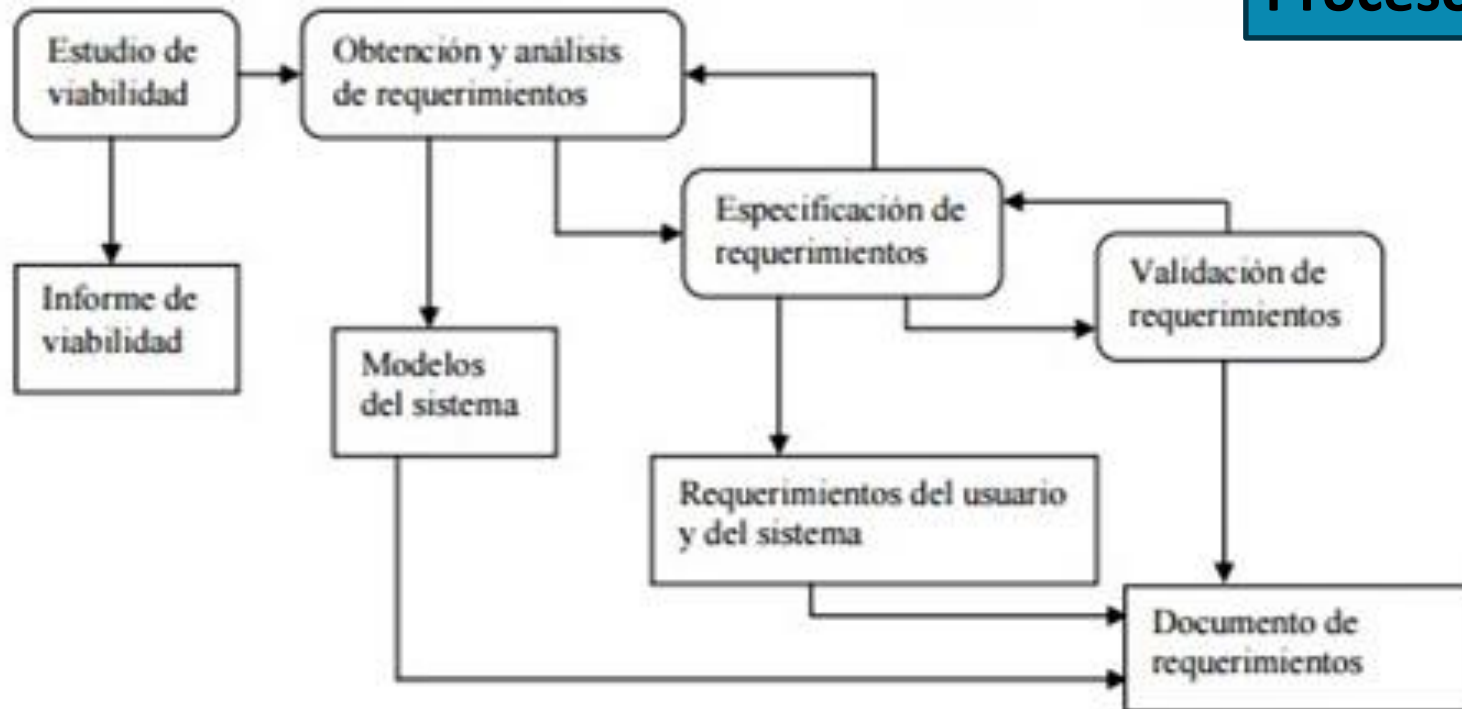 Proceso
Estudio de
viabilidad
Obtención y análisis
de requerimientos
Especificación de
requerimientos
Validación de
requerimientos
Informe de
viabilidad
Modelos
del sistema
Requerimientos del usuario
y del sistema
Documento de
requerimientos